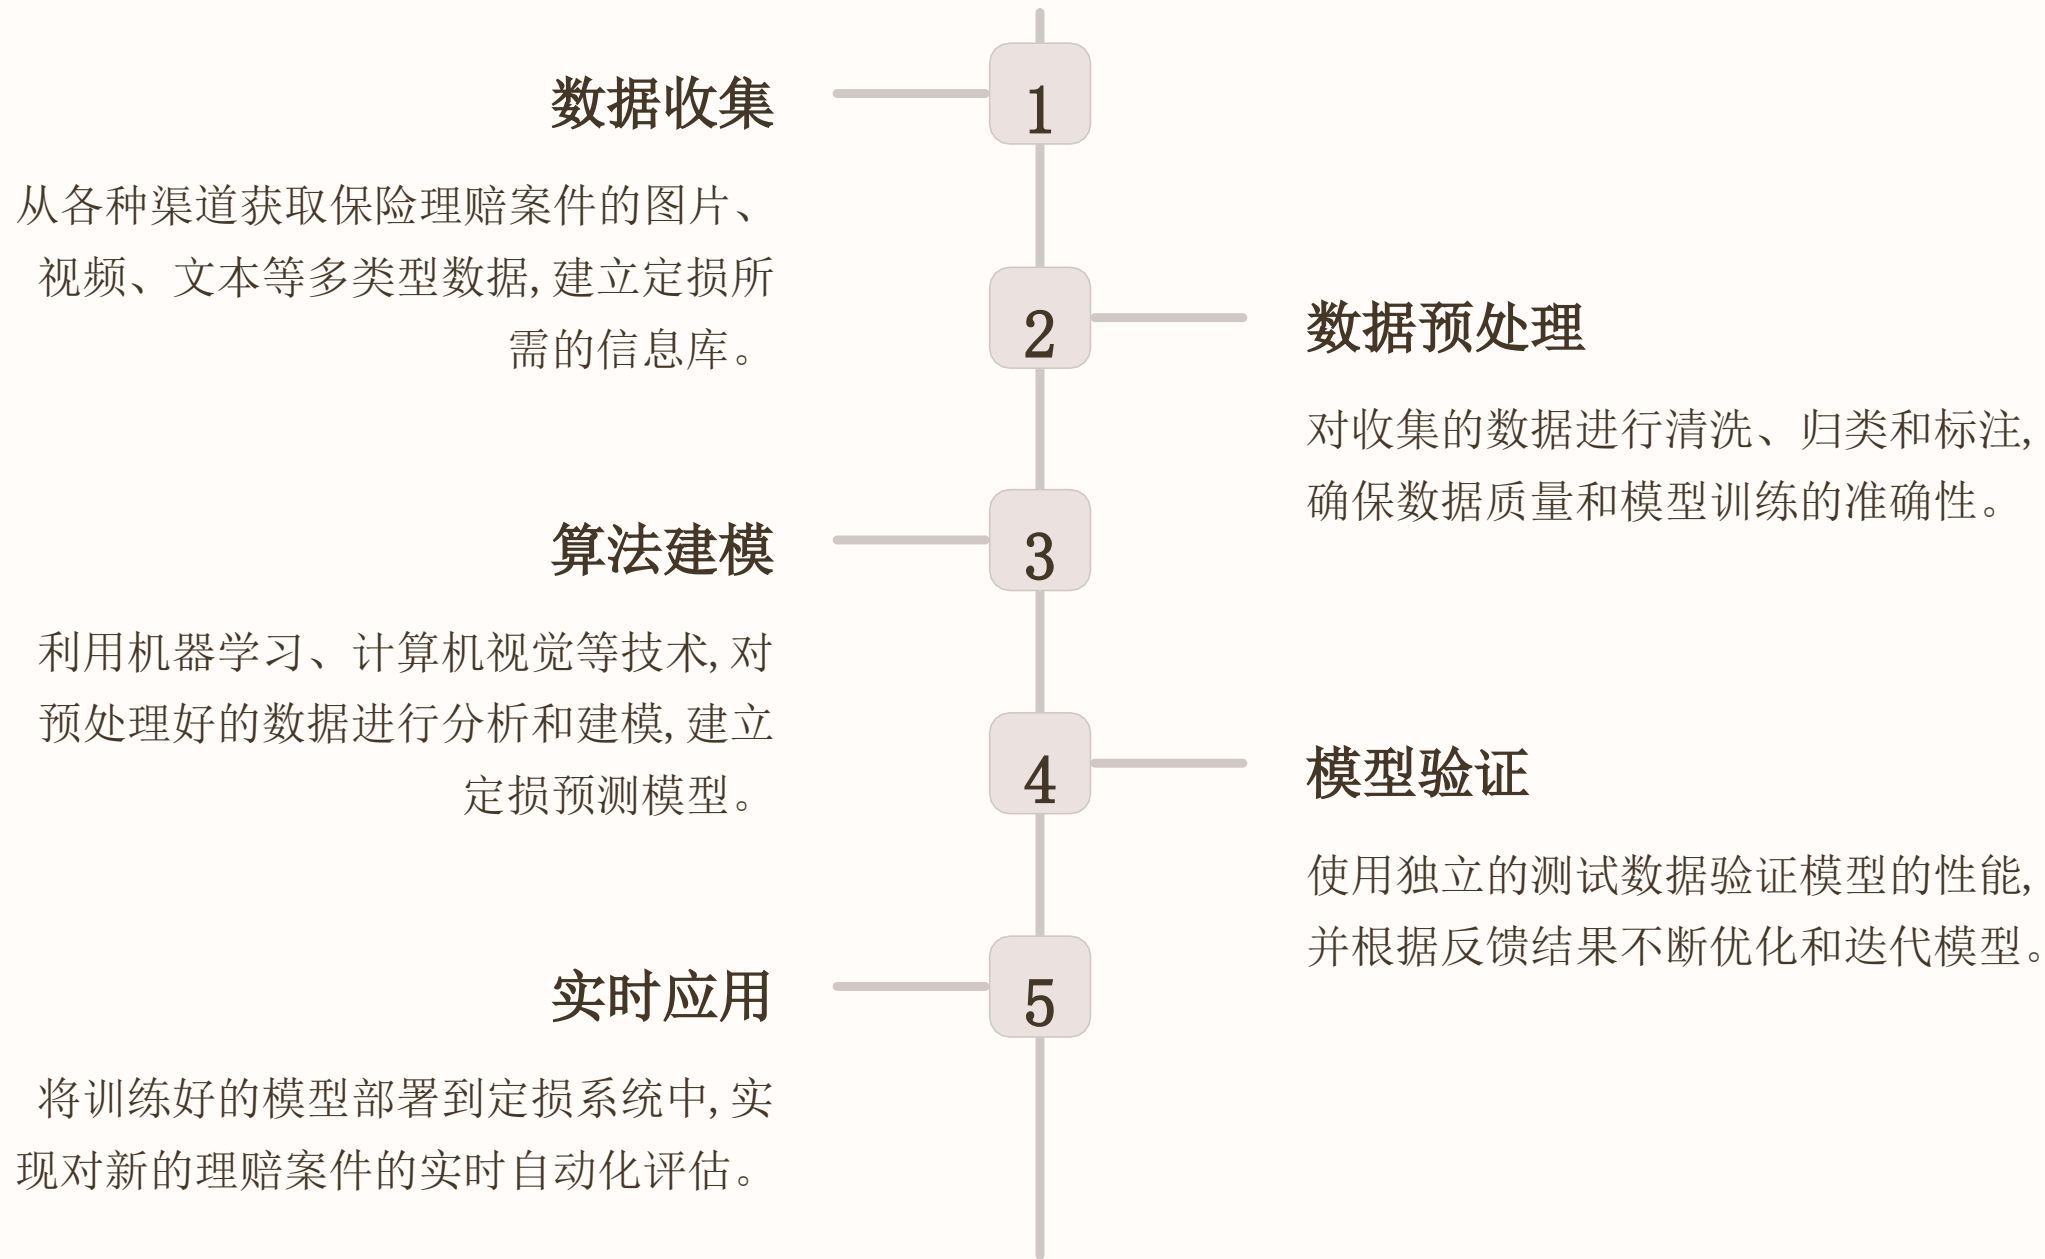 1
数据收集
从各种渠道获取保险理赔案件的图片、
视频、文本等多类型数据,建立定损所
需的信息库。
2
数据预处理
对收集的数据进行清洗、归类和标注,
确保数据质量和模型训练的准确性。
3
算法建模
利用机器学习、计算机视觉等技术,对
预处理好的数据进行分析和建模,建立
定损预测模型。
4
模型验证
使用独立的测试数据验证模型的性能,
并根据反馈结果不断优化和迭代模型。
5
实时应用
将训练好的模型部署到定损系统中,实
现对新的理赔案件的实时自动化评估。